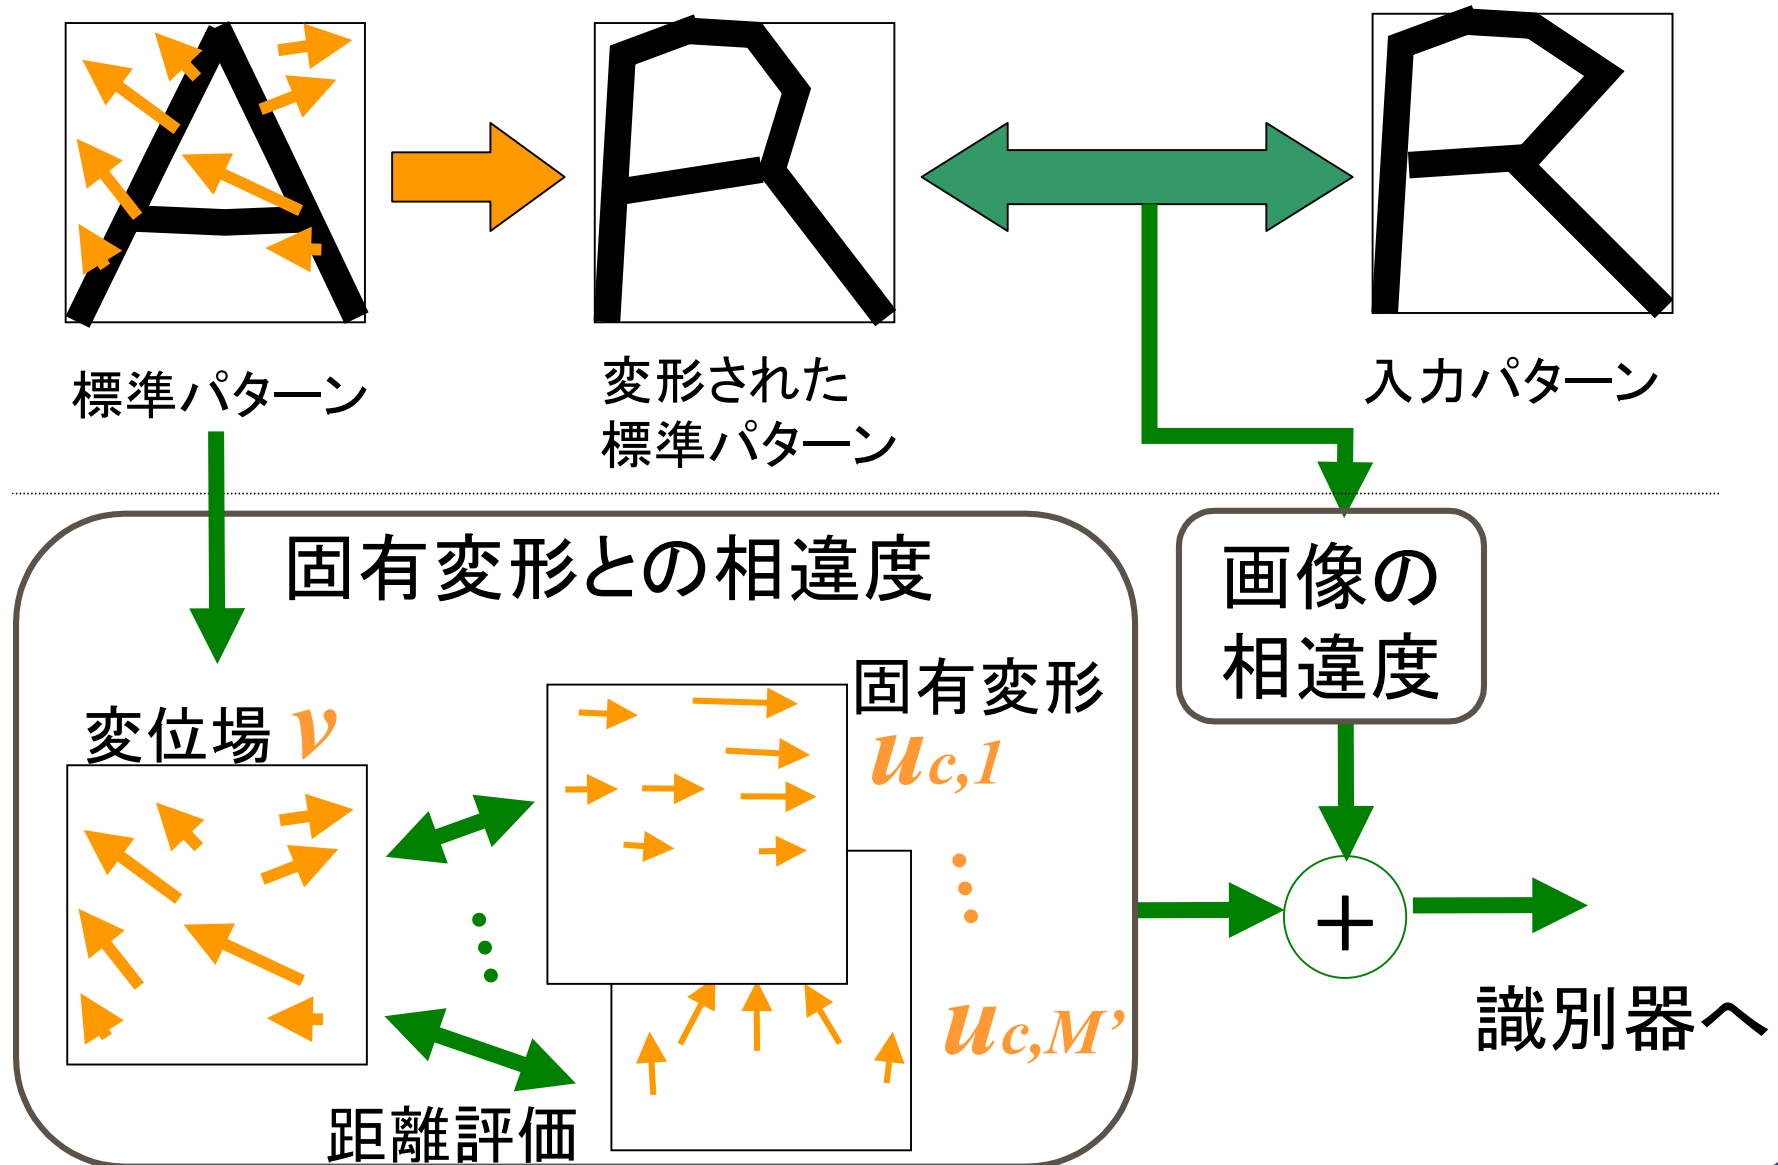 標準パターン
変形された
標準パターン
入力パターン
固有変形との相違度
画像の
相違度
変位場 v
固有変形
u c,1
u c,M'
距離評価
+
識別器へ